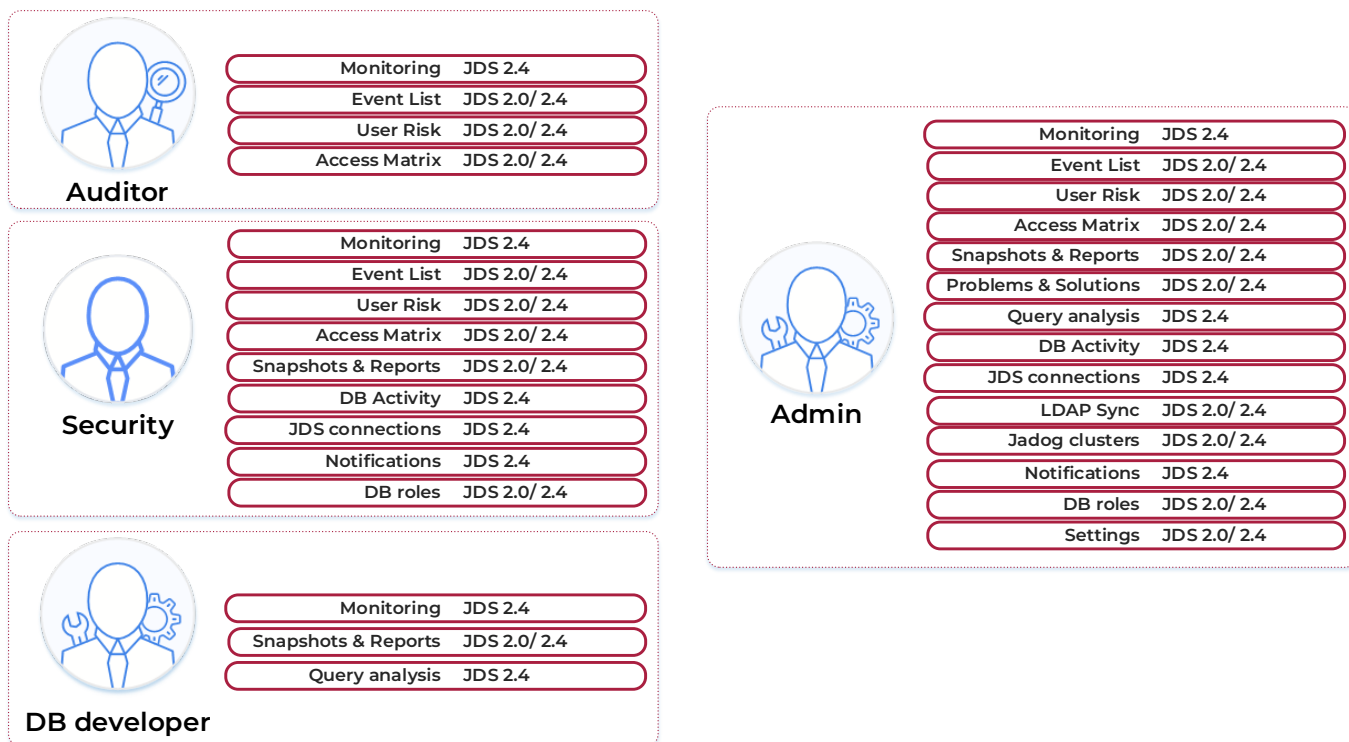 Monitoring JDS 2.4
Event List JDS 2.0/ 2.4
User Risk JDS 2.0/ 2.4
Access Matrix JDS 2.0/ 2.4
Auditor
Monitoring JDS 2.4
Event List JDS 2.0/ 2.4
User Risk JDS 2.0/ 2.4
Access Matrix JDS 2.0/ 2.4
Snapshots & Reports JDS 2.0/ 2.4
DB Activity JDS 2.4
JDS connections JDS 2.4
Notifications JDS 2.4
DB roles JDS 2.0/ 2.4
Security
Monitoring JDS 2.4
Snapshots & Reports JDS 2.0/ 2.4
Query analysis JDS 2.4
DB developer
Monitoring JDS 2.4
Event List JDS 2.0/ 2.4
User Risk JDS 2.0/ 2.4
Access Matrix JDS 2.0/ 2.4
Snapshots & Reports JDS 2.0/ 2.4
Problems & Solutions JDS 2.0/ 2.4
Query analysis JDS 2.4
DB Activity JDS 2.4
JDS connections JDS 2.4
LDAP Sync JDS 2.0/ 2.4
Jadog clusters JDS 2.0/ 2.4
Notifications JDS 2.4
DB roles JDS 2.0/ 2.4
Settings JDS 2.0/ 2.4
Admin